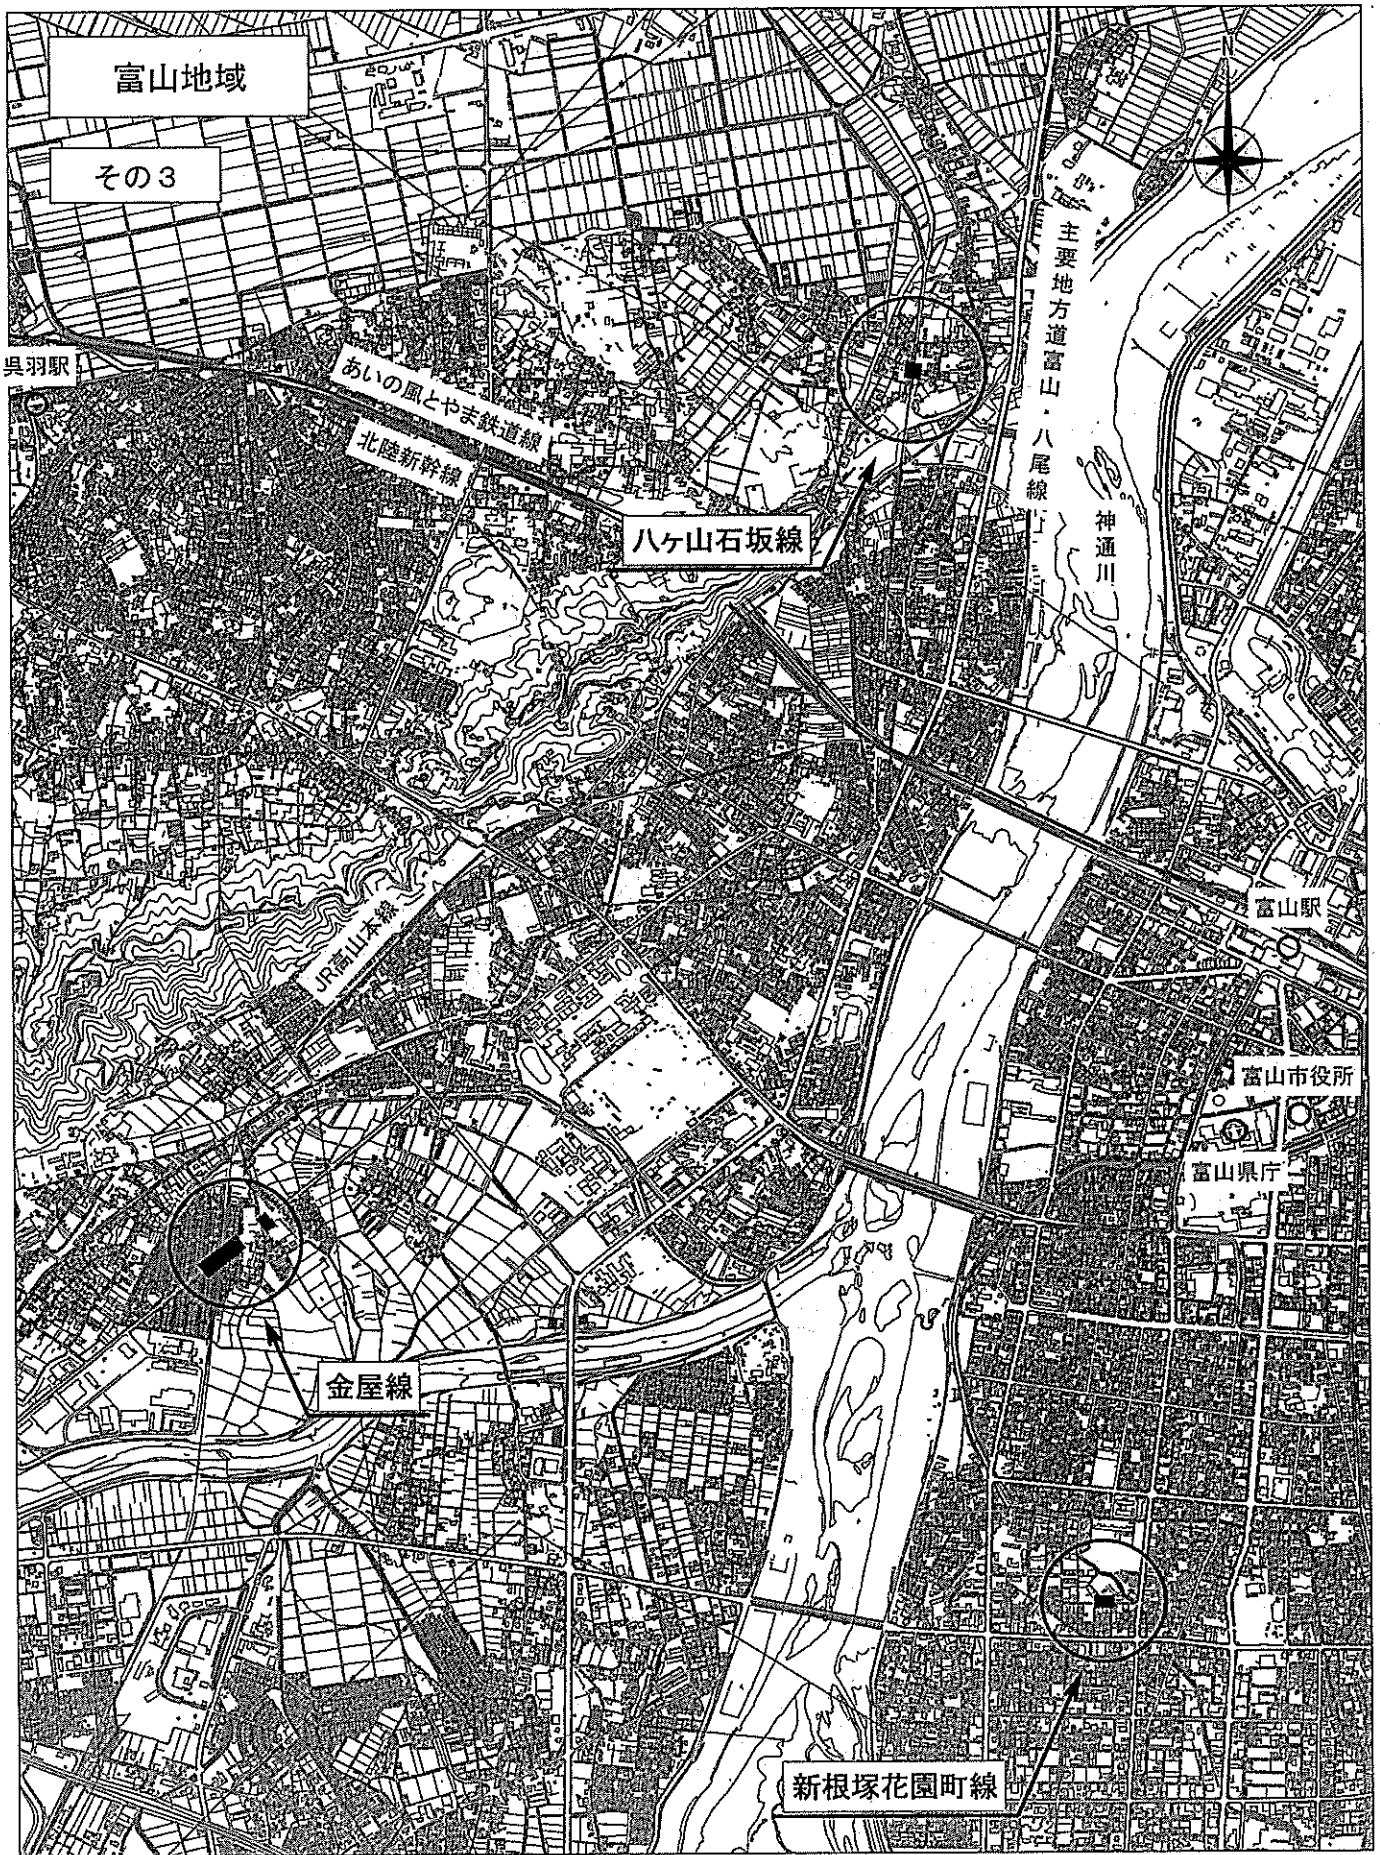 富山地域
その３
N
主要地方道富山・八尾線
呉羽駅
あいの風とやま鉄道線
北陸新幹線
八ヶ山石坂線
神通川
富山駅
JR高山本線
富山市役所
富山県庁
金屋線
新根塚花園町線